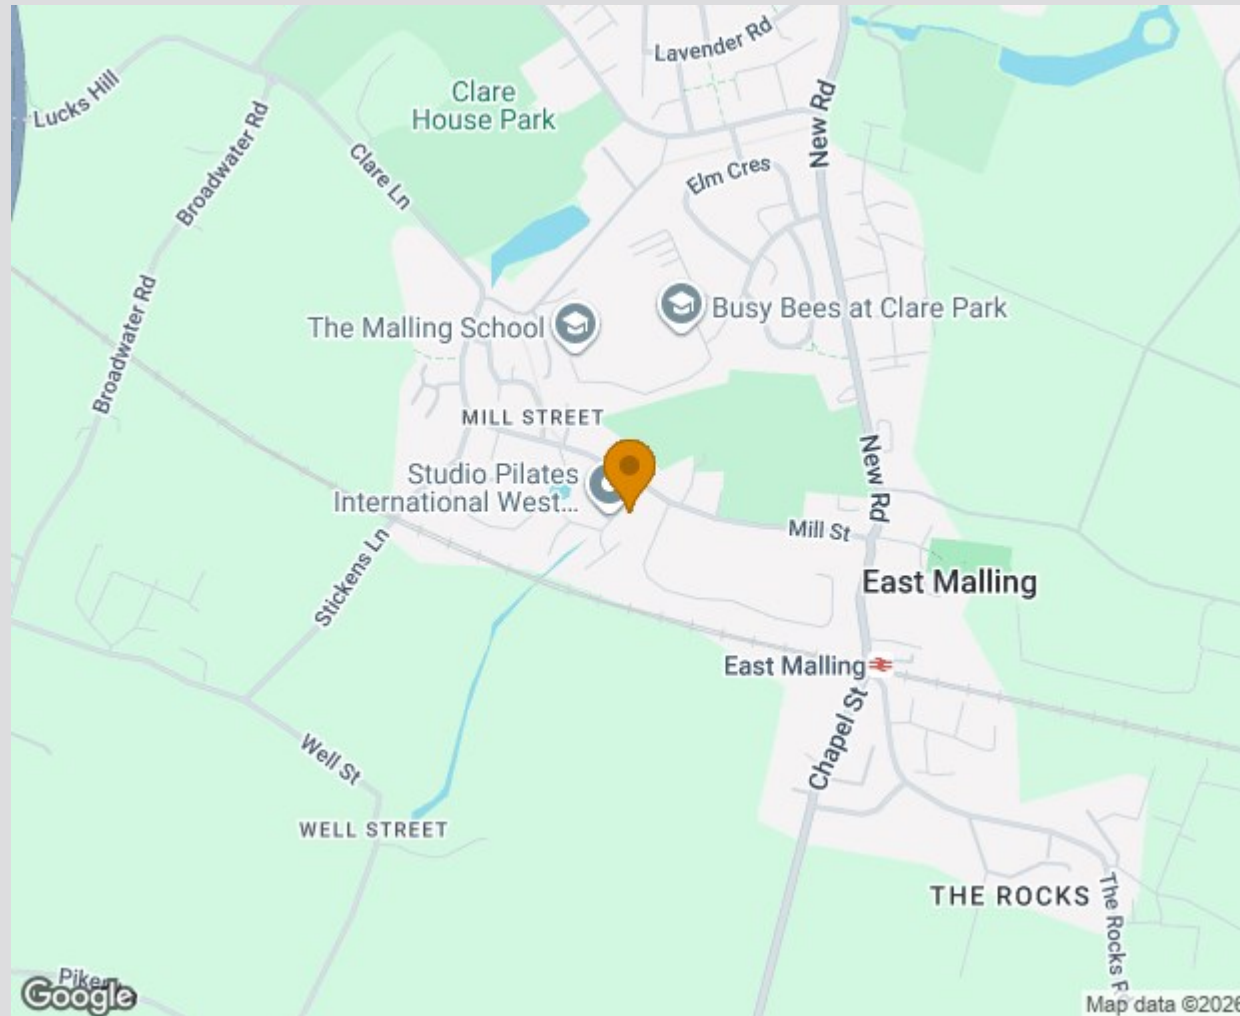 Lavender Rd
Lucks Hill
Clare
House Park
New Rd
Broadwater Rd
Clare Ln
Elm Cres
Broadwater Rd
The Malling School
Busy Bees at Clare Park
MILL STREET
Studio Pilates
International West...
New Rd
Mill St
Stickens Ln
East Malling
East Malling
Chapel St
Well St
WELL STREET
THE ROCKS
The Rocks
Google
Map data ©2026